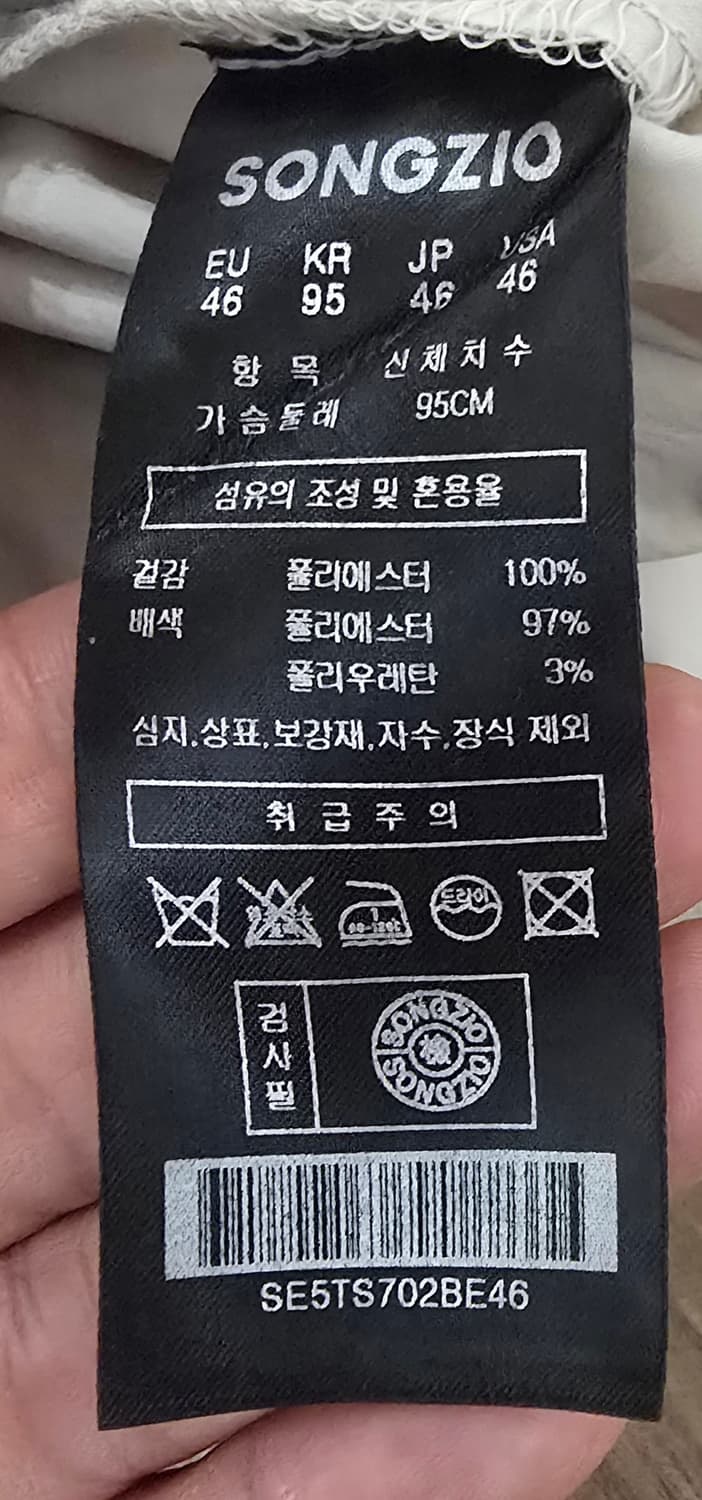 SONGZIO
EU KR JP USA
46 95 46 46
항 목 신 체 치 수
가 슴 둘 레 95CM
섬유의 조성 및 혼용율
겉감 폴리에스터 100%
배색 폴리에스터 97%
폴리우레탄 3%
심지.상표.보강재.자수.장식 제외
취 급 주 의
드라이
검
사
필
SONGZIO
SONGZIO
SE5TS702BE46